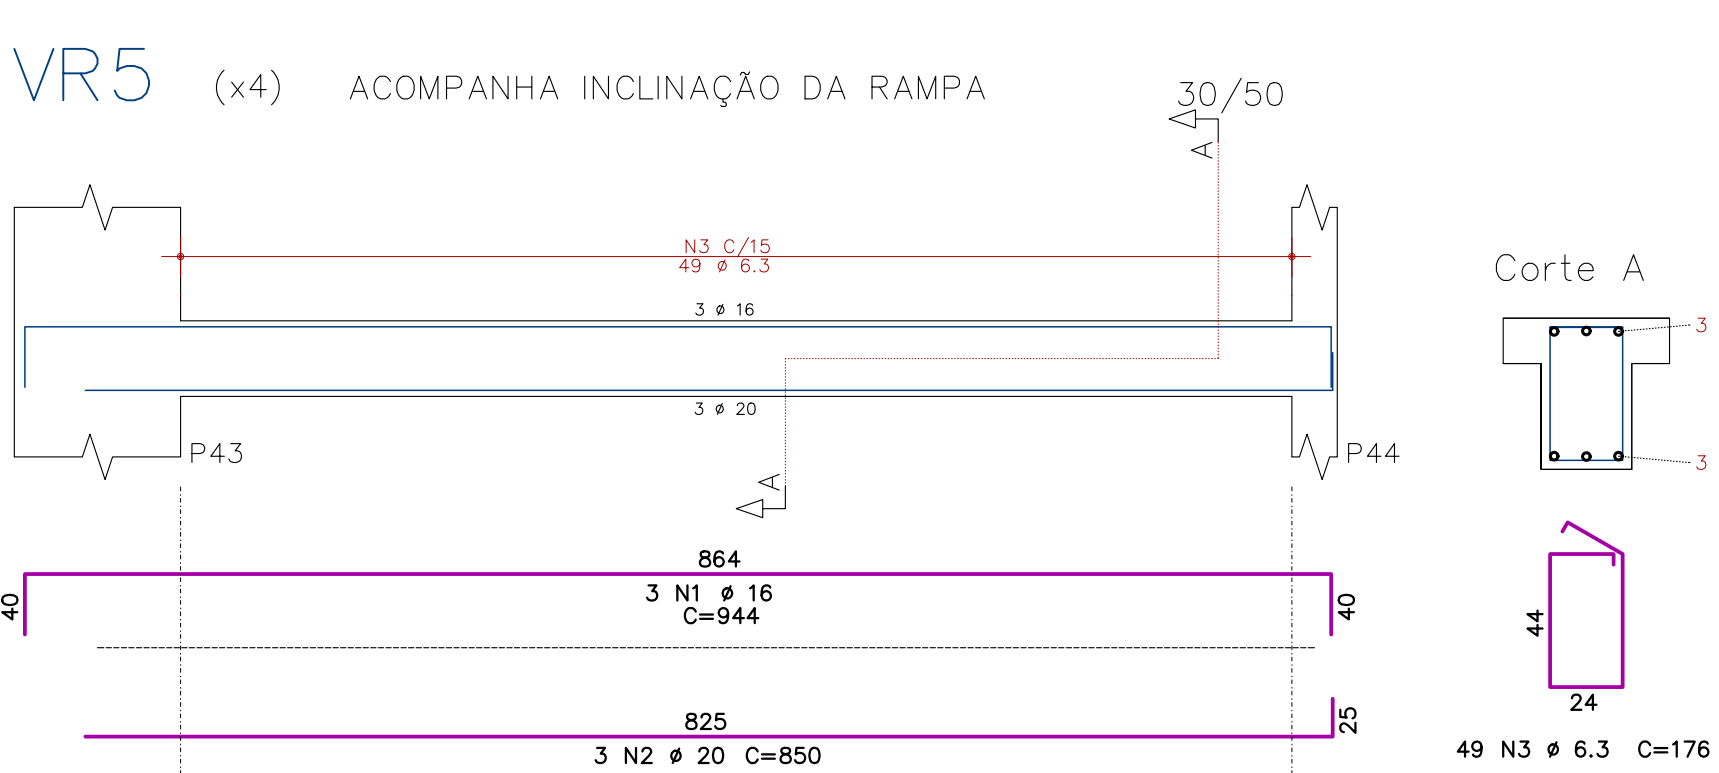 VR5 (x4) ACOMPANHA INCLINAÇÃO DA RAMPA 30/50
A
N3 C/15
49 ø 6.3
Corte A
3 ø 16
3
3 ø 20
P43
P44
3
A
864
40
3 N1 ø 16
40
C=944
44
24
825
25
3 N2 ø 20 C=850
49 N3 ø 6.3 C=176